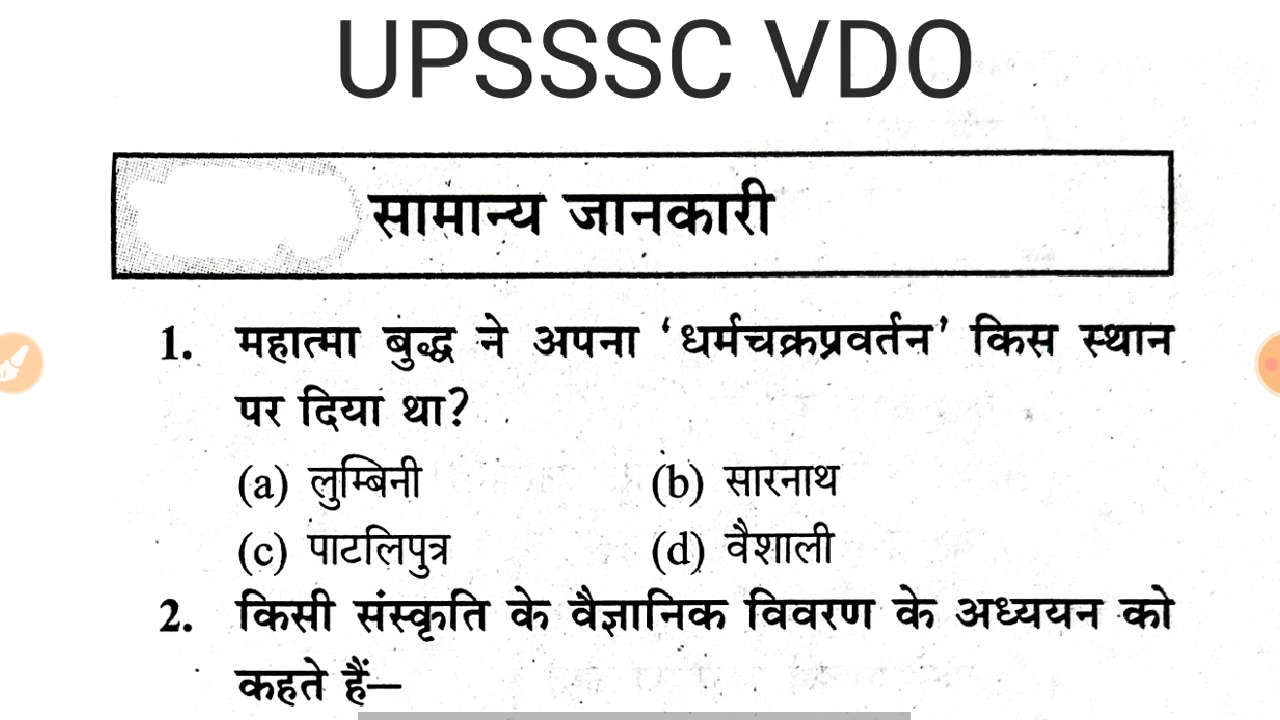 UPSSSC VDO
सामान्य जानकारी
1. महात्मा बुद्ध ने अपना ‘धर्मचक्रप्रवर्तन’ किस स्थान
पर दिया था?
(a) लुम्बिनी (b) सारनाथ
(c) पाटलिपुत्र (d) वैशाली
2. किसी संस्कृति के वैज्ञानिक विवरण के अध्ययन को
कहते हैं—